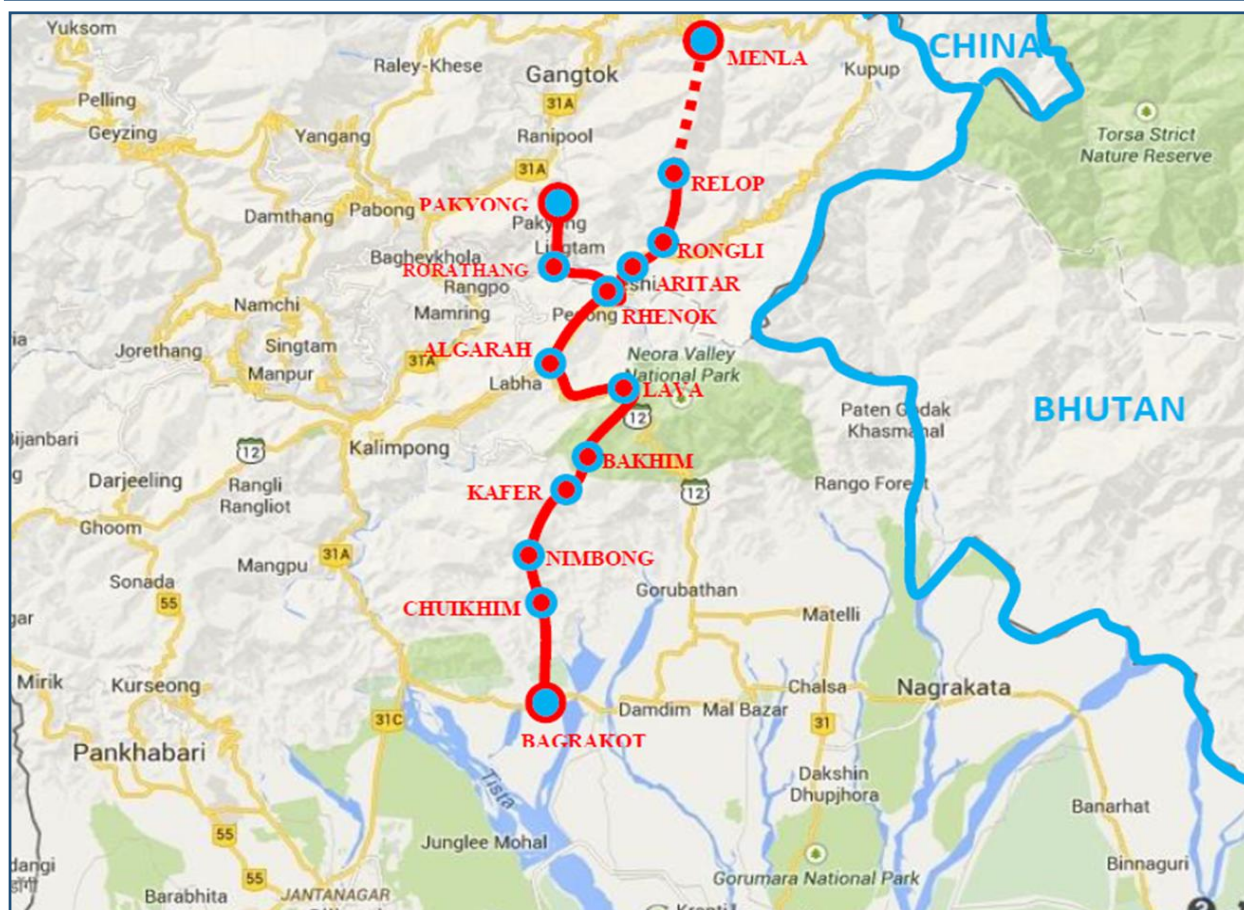 Yuksom
CHINA
MENLA
Raley-Khese
Gangtok
Kupup
Pelling
31A
Torsa Strict
Nature Reserve
Geyzing
Yangang
Ranipool
31A
RELOP
Damthang
Pabong
PAKYONG
RONGLI
Baghevkhola
RORATHANG
ARITAR
Rangpo
Namchi
Mamring
RHENOK
Jorethang
Singtam
ALGARAH
Neora Valley
National Park
31A
Manpur
Labha
LAVA
12
Paten Godak
Khasmahal
BHUTAN
Kalimpong
12
BAKHIM
Darjeeling
Rangli
Rangliot
KAFER
12
Rango Forest
Ghoom
31A
NIMBONG
Mangpu
Sonada
Gorubathan
55
CHUIKHIM
Matelli
Mirik
Kurseong
Chalsa
Nagrakata
31C
Damdim
Mal Bazar
31
BAGRAKOT
Pankhabari
Tista
Dakshin
Dhupjhora
Banarhat
55
Junglee Mohal
55
Gorumara National Park
Binnaguri
Barabhita
JANTANAGAR